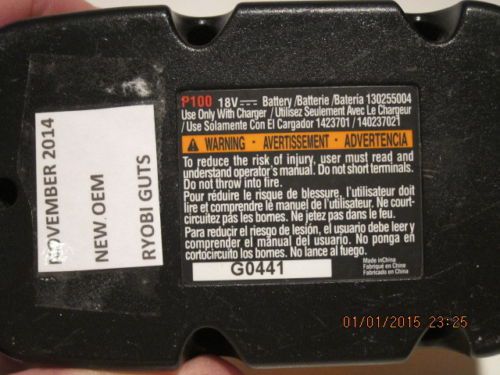 NOVEMBER 2014
NEW OEM
RYOBI GUTS
P100 18V⎓ Battery /Batterie /Batería 130255004
Use Only With Charger / Utilisez Seulement Avec Le Chargeur
/ Use Solamente Con El Cargador 1423701 / 140237021
WARNING · AVERTISSEMENT · ADVERTENCIA
To reduce the risk of injury, user must read and
understand operator's manual. Do not short terminals.
Do not throw into fire.
Pour réduire le risque de blessure, l'utilisateur doit
lire et comprendre le manuel de l'utilisateur. Ne court-
circuitez pas les bornes. Ne jetez pas dans le feu.
Para reducir el riesgo de lesión, el usuario debe leer y
comprender el manual del usuario. No ponga en
cortocircuito los bornes. No lance al fuego.
G0441
Made inChina
Fabriqué en Chine
Fabricado en China
01/01/2015 23:25